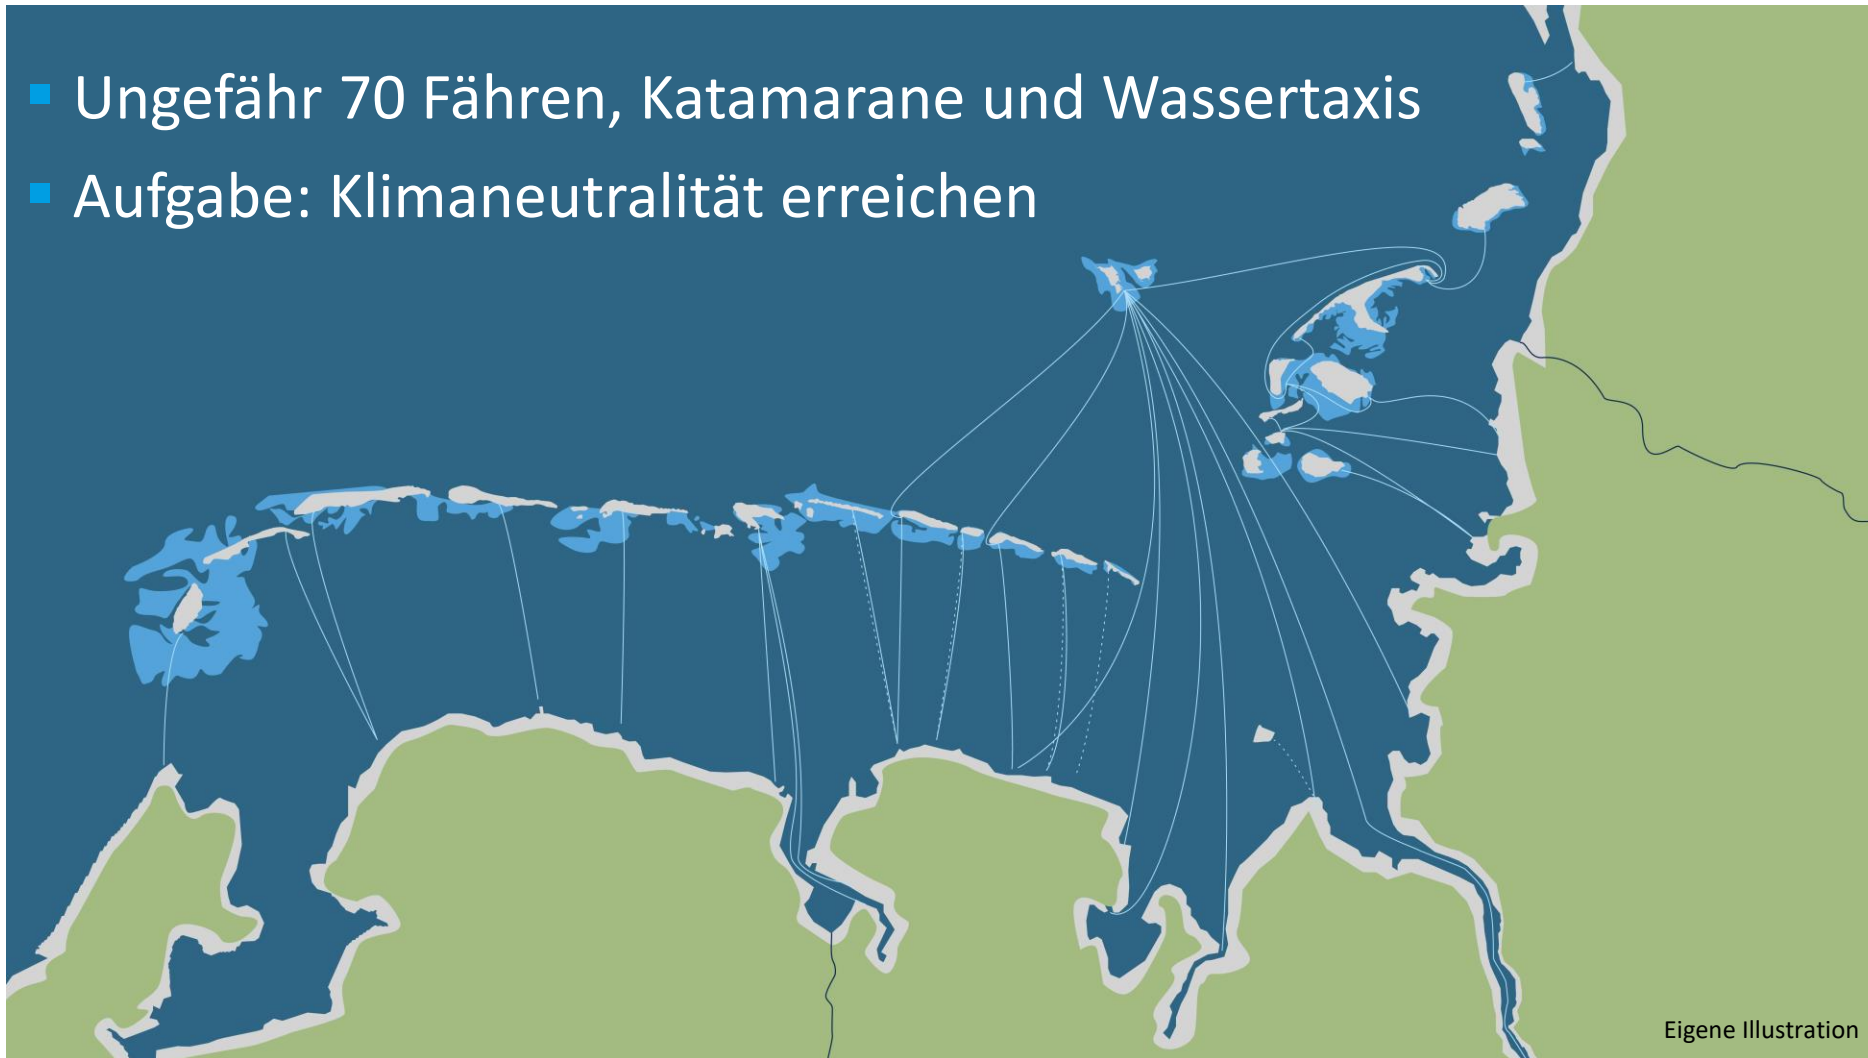 Ungefähr 70 Fähren, Katamarane und Wassertaxis
Aufgabe: Klimaneutralität erreichen
Eigene Illustration